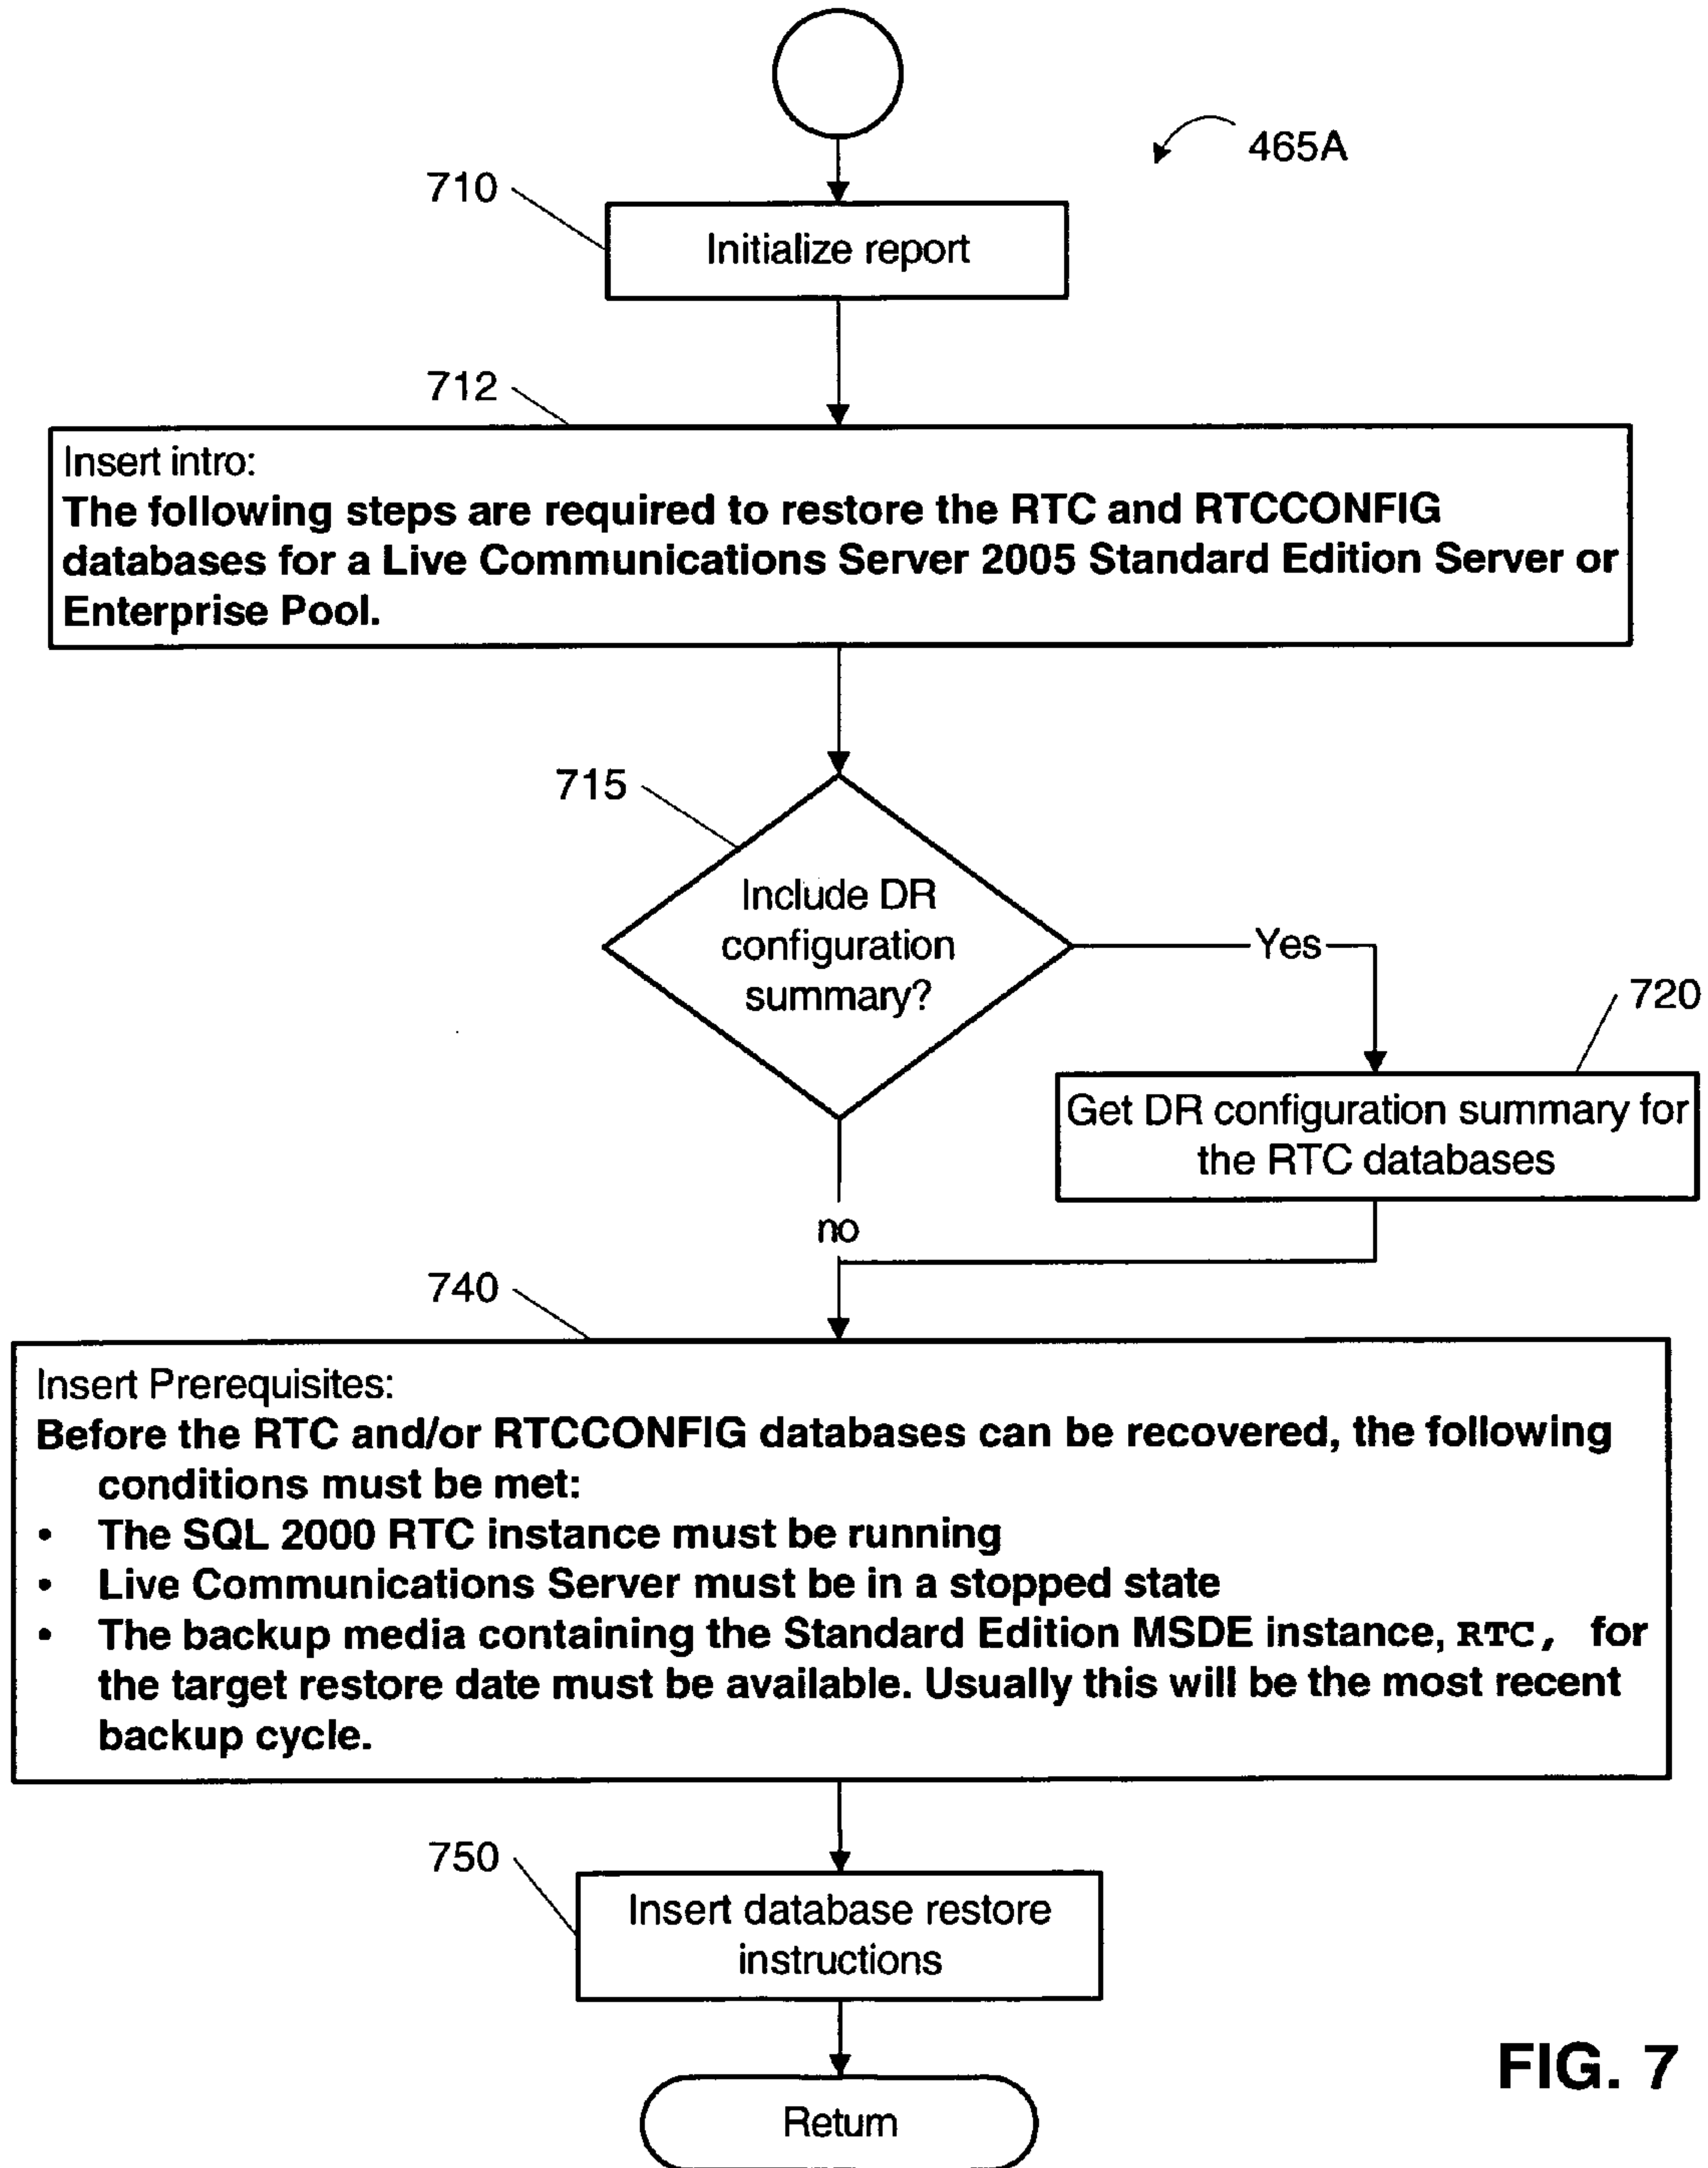 465A
710
Initialize report
712
Insert intro:
The following steps are required to restore the RTC and RTCCONFIG
databases for a Live Communications Server 2005 Standard Edition Server or
Enterprise Pool.
715
Include DR
configuration
summary?
Yes
720
Get DR configuration summary for
the RTC databases
no
740
Insert Prerequisites:
Before the RTC and/or RTCCONFIG databases can be recovered, the following
conditions must be met:
• The SQL 2000 RTC instance must be running
• Live Communications Server must be in a stopped state
• The backup media containing the Standard Edition MSDE instance, RTC, for
the target restore date must be available. Usually this will be the most recent
backup cycle.
750
Insert database restore
instructions
Return
FIG. 7